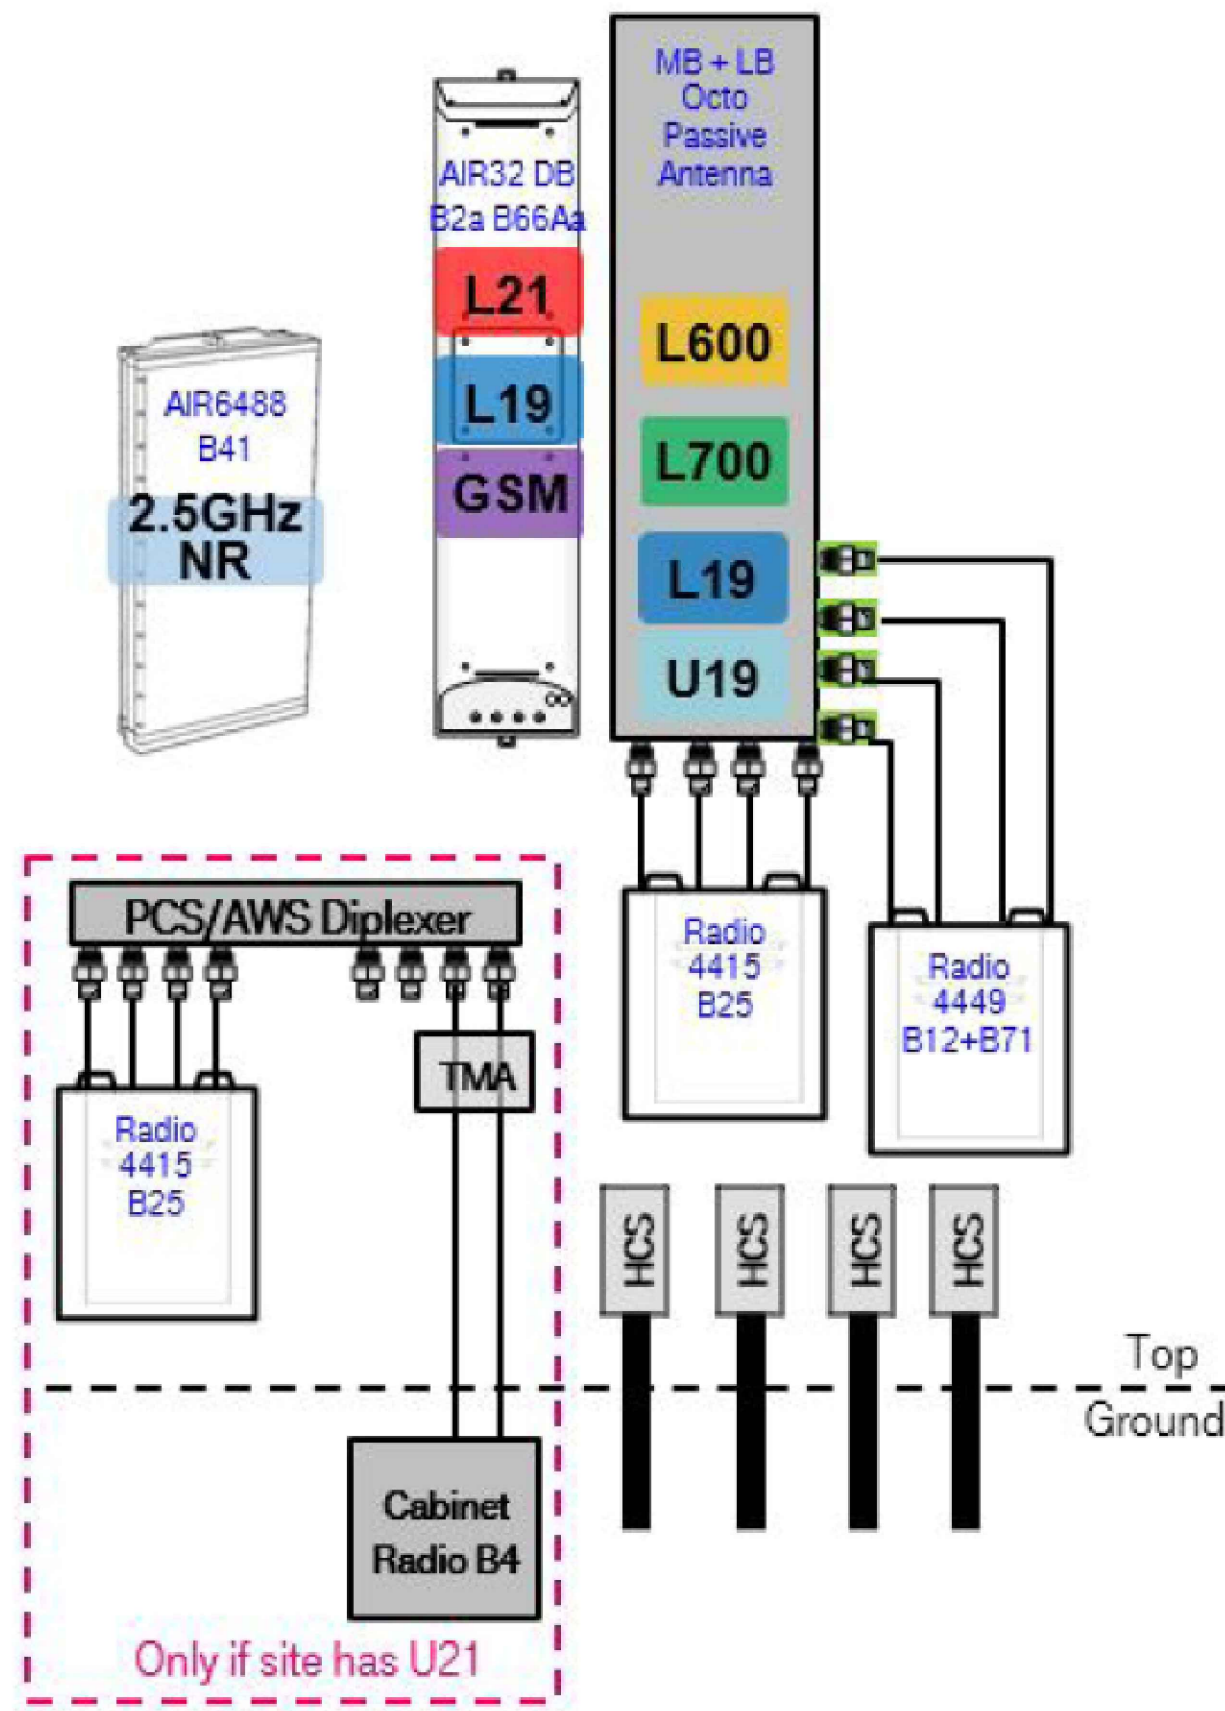 MB + LB
Octo
Passive
Antenna
AIR32 DB
B2a B66Aa
L21
L19
GSM
L600
L700
L19
U19
AIR6488
B41
2.5GHz
NR
PCS/AWS Diplexer
TMA
Radio
4415
B25
Radio
4415
B25
Radio
4449
B12+B71
HCS
HCS
HCS
HCS
Top
Ground
Cabinet
Radio B4
Only if site has U21